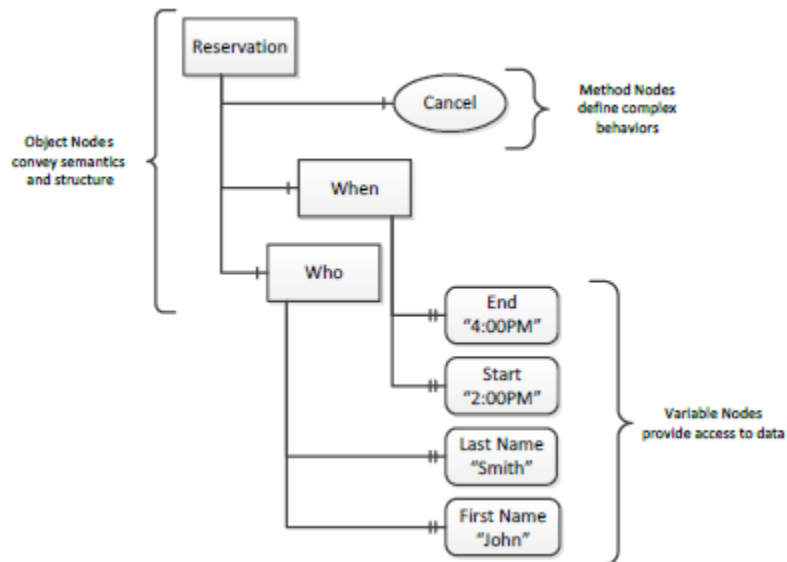 Reservation
Cancel
Method Nodes
define complex
behaviors
Object Nodes
convey semantics
and structure
When
Who
End
“4:00PM”
Start
“2:00PM”
Variable Nodes
provide access to data
Last Name
“Smith”
First Name
“John”